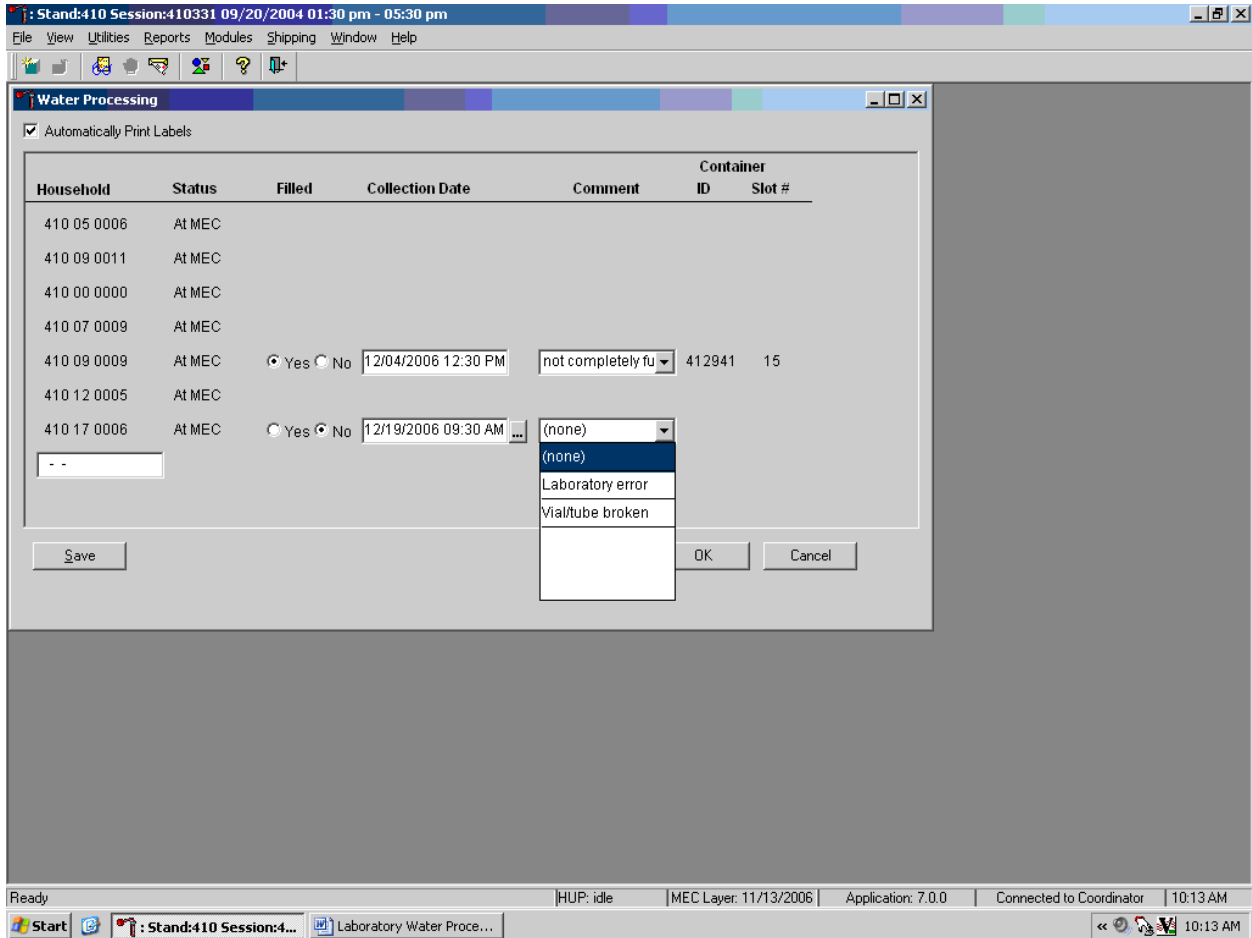 : Stand:410 Session:410331 09/20/2004 01:30 pm - 05:30 pm
File View Utilities Reports Modules Shipping Window Help
Water Processing
Automatically Print Labels
Container
Household Status Filled Collection Date Comment ID Slot #
410 05 0006 At MEC
410 09 0011 At MEC
410 00 0000 At MEC
410 07 0009 At MEC
410 09 0009 At MEC Yes No 12/04/2006 12:30 PM not completely fu 412941 15
410 12 0005 At MEC
410 17 0006 At MEC Yes No 12/19/2006 09:30 AM ... (none)
- - (none)
Laboratory error
Vial/tube broken
Save OK Cancel
Ready HUP: idle MEC Layer: 11/13/2006 Application: 7.0.0 Connected to Coordinator 10:13 AM
Start : Stand:410 Session:4... Laboratory Water Proce... « 10:13 AM